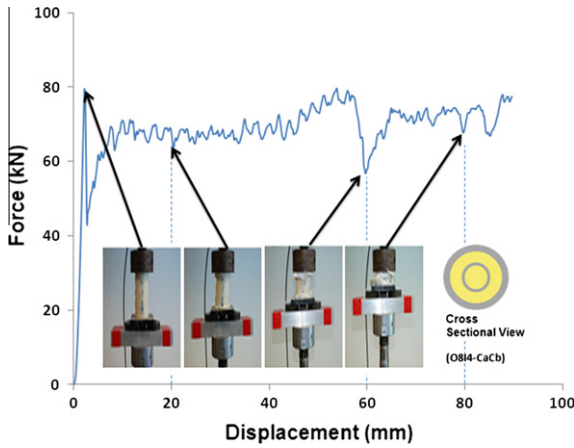 100
80
60
40
20
0
Force (kN)
0 20 40 60 80 100
Displacement (mm)
Cross
Sectional View
(O8I4-CaCb)